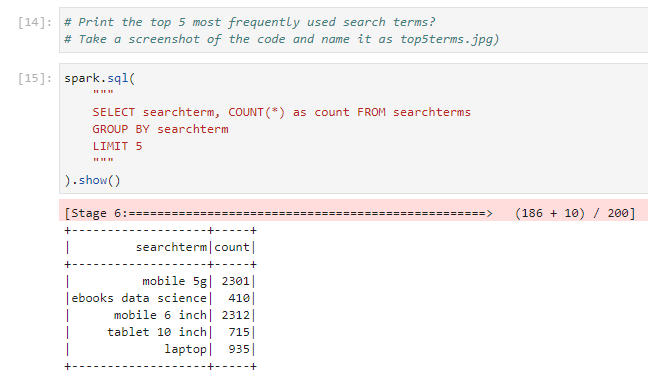 [14]: # Print the top 5 most frequently used search terms?
# Take a screenshot of the code and name it as top5terms.jpg)
[15]: spark.sql(
"""
SELECT searchterm, COUNT(*) as count FROM searchterms
GROUP BY searchterm
LIMIT 5
"""
).show()
[Stage 6:==================================================> (186 + 10) / 200]
+-------------------+-----+
|         searchterm|count|
+-------------------+-----+
|          mobile 5g| 2301|
|ebooks data science|  410|
|      mobile 6 inch| 2312|
|     tablet 10 inch|  715|
|             laptop|  935|
+-------------------+-----+